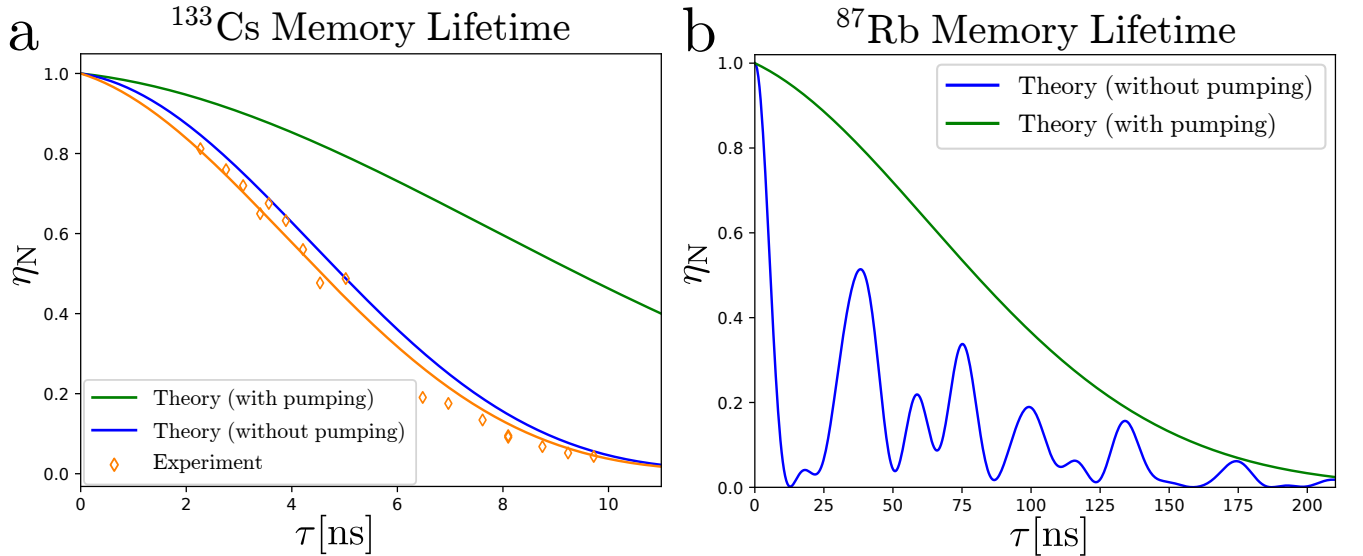 a
¹³³Cs Memory Lifetime
η_N
1.0
0.8
0.6
0.4
0.2
0.0
Theory (with pumping)
Theory (without pumping)
Experiment
0 2 4 6 8 10
τ[ns]
b
⁸⁷Rb Memory Lifetime
η_N
1.0
0.8
0.6
0.4
0.2
0.0
Theory (without pumping)
Theory (with pumping)
0 25 50 75 100 125 150 175 200
τ[ns]